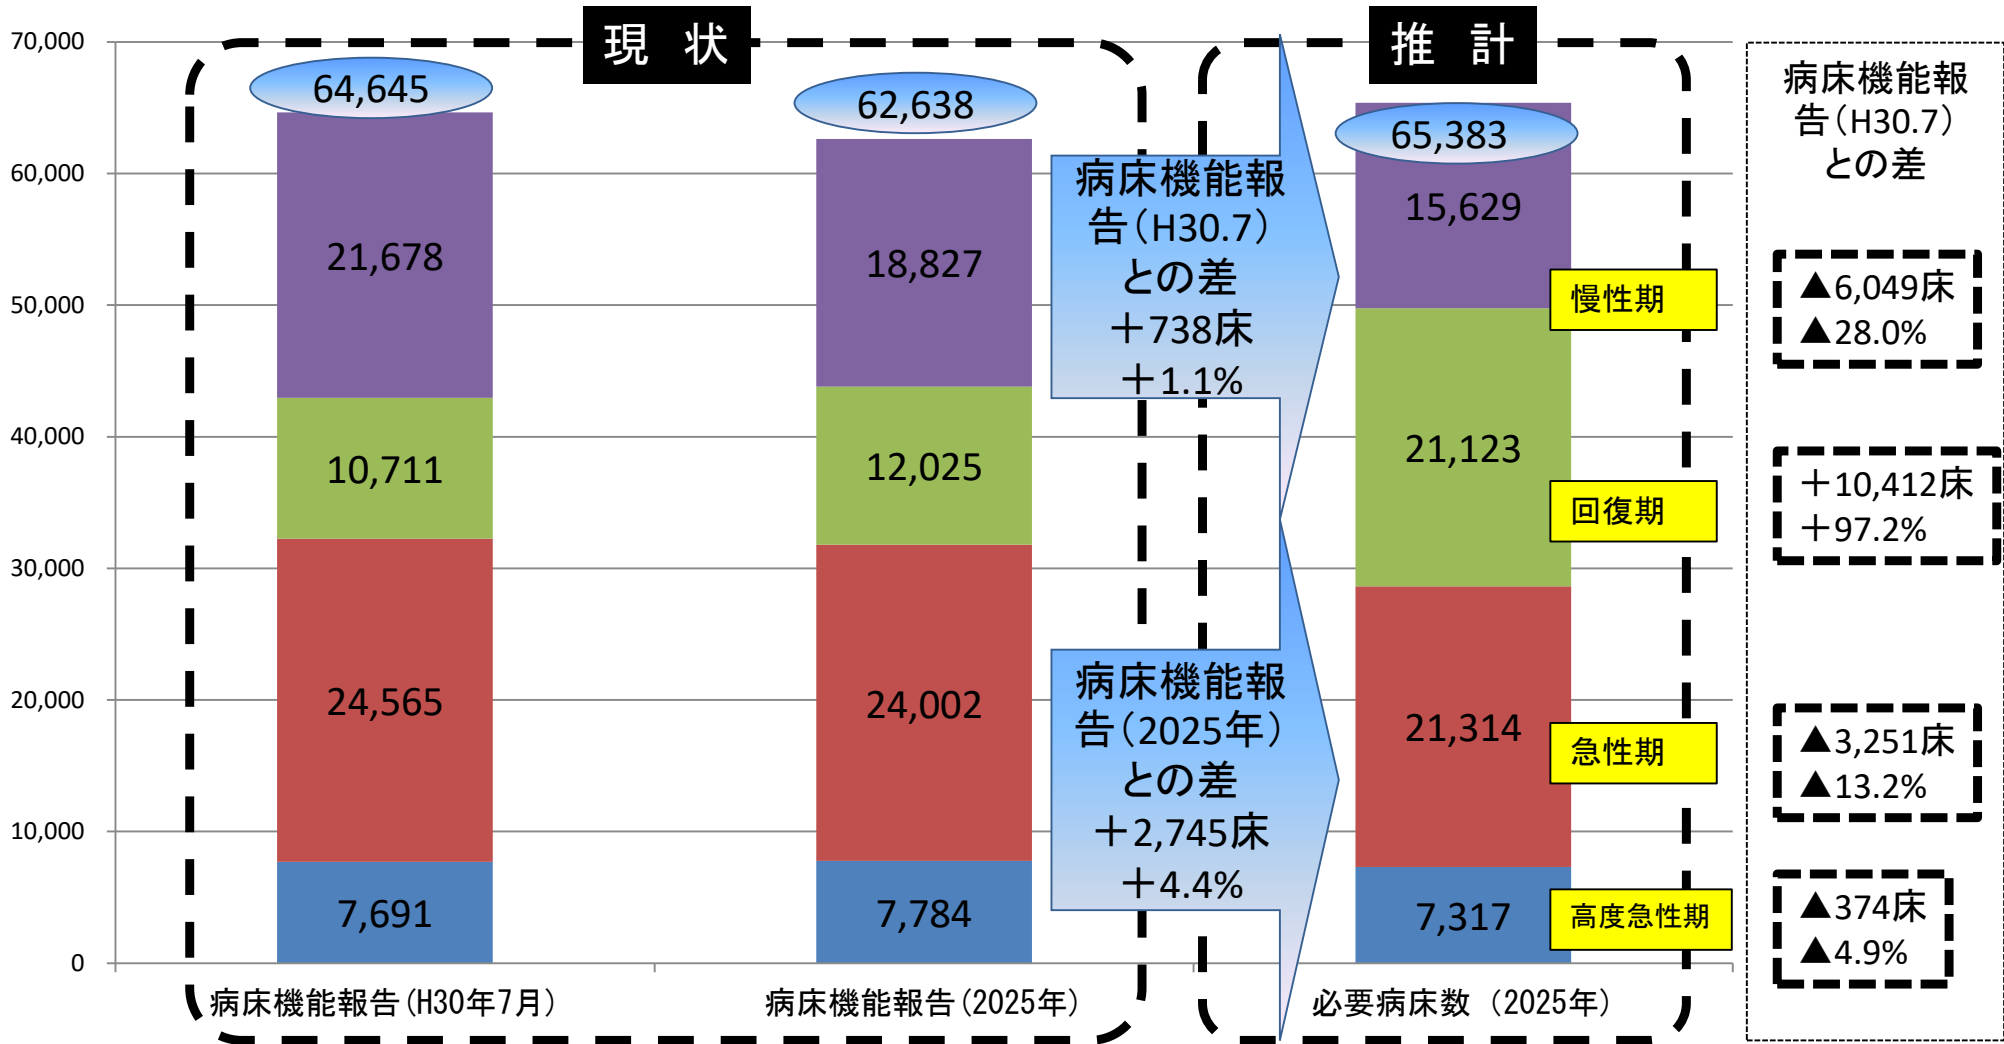 現 状
推 計
70,000
60,000
50,000
40,000
30,000
20,000
10,000
0
64,645
21,678
10,711
24,565
7,691
病床機能報告(H30年7月)
62,638
18,827
12,025
24,002
7,784
病床機能報告(2025年)
病床機能報
告(H30.7)
との差
+738床
+1.1%
病床機能報
告(2025年)
との差
+2,745床
+4.4%
65,383
15,629
21,123
21,314
7,317
必要病床数 (2025年)
慢性期
回復期
急性期
高度急性期
病床機能報
告(H30.7)
との差
▲6,049床
▲28.0%
+10,412床
+97.2%
▲3,251床
▲13.2%
▲374床
▲4.9%